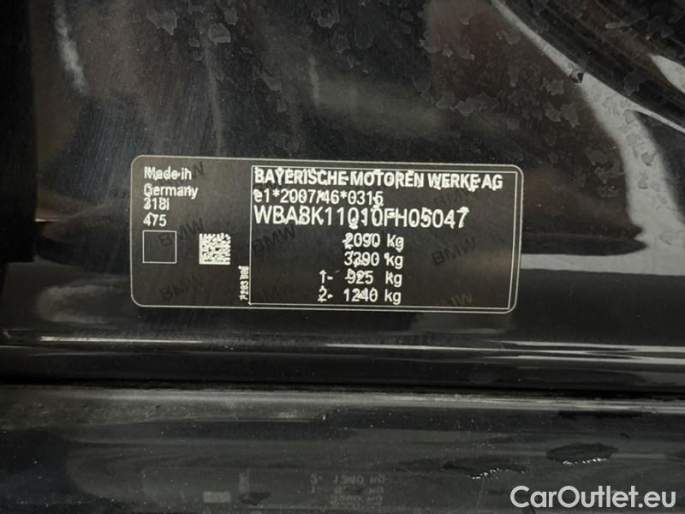 Made in
Germany
318i
475
BAYERISCHE MOTOREN WERKE AG
e1*2007/46*0315
2090 kg
3290 kg
1- 925 kg
2- 1240 kg
BMW
CarOutlet.eu